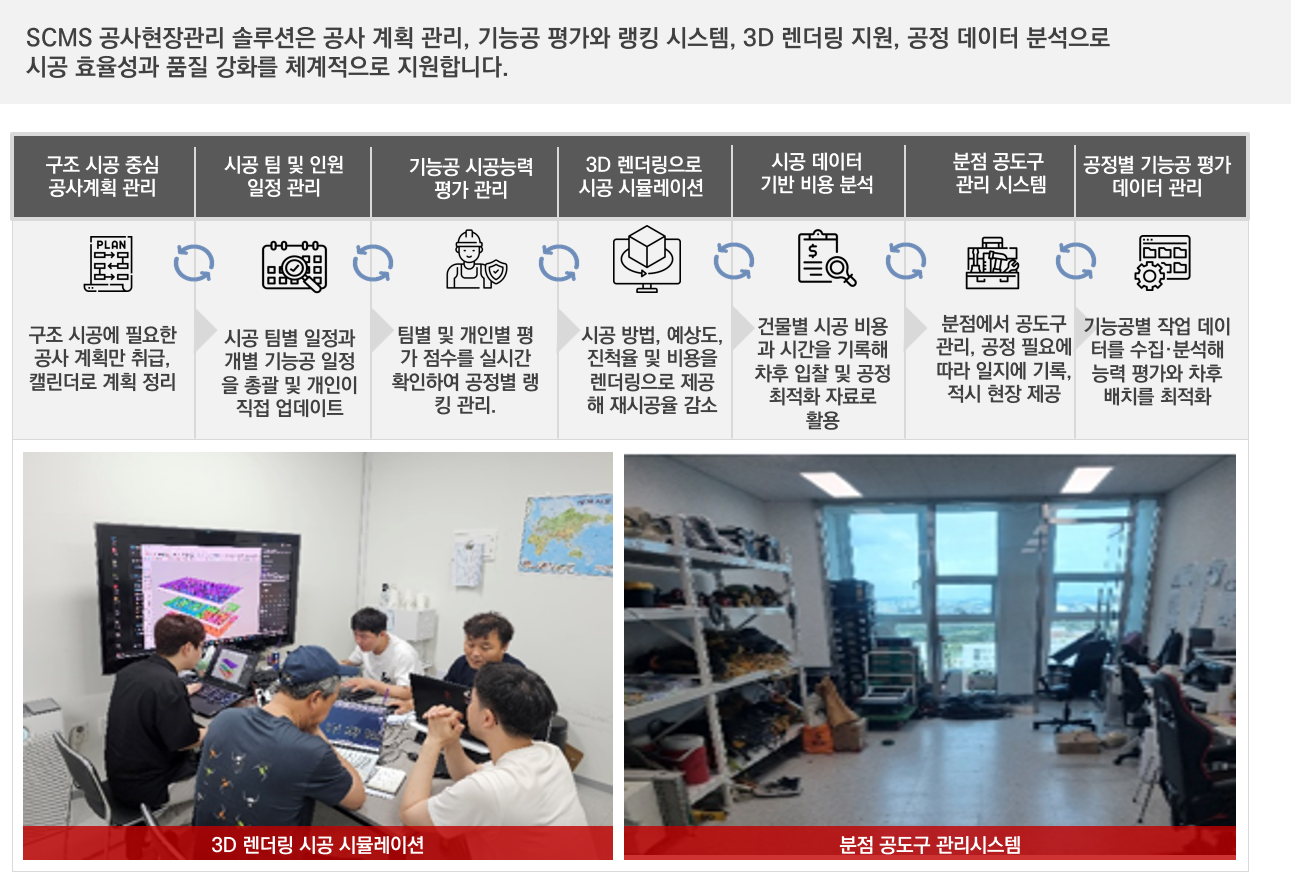 SCMS 공사현장관리 솔루션은 공사 계획 관리, 기능공 평가와 랭킹 시스템, 3D 렌더링 지원, 공정 데이터 분석으로
시공 효율성과 품질 강화를 체계적으로 지원합니다.
구조 시공 중심
공사계획 관리
시공 팀 및 인원
일정 관리
기능공 시공능력
평가 관리
3D 렌더링으로
시공 시뮬레이션
시공 데이터
기반 비용 분석
분점 공도구
관리 시스템
공정별 기능공 평가
데이터 관리
PLAN
$
구조 시공에 필요한
공사 계획만 취급,
캘린더로 계획 정리
시공 팀별 일정과
개별 기능공 일정
을 총괄 및 개인이
직접 업데이트
팀별 및 개인별 평
가 점수를 실시간
확인하여 공정별 랭
킹 관리.
시공 방법, 예상도,
진척율 및 비용을
렌더링으로 제공
해 재시공율 감소
건물별 시공 비용
과 시간을 기록해
차후 입찰 및 공정
최적화 자료로
활용
분점에서 공도구
관리, 공정 필요에
따라 일지에 기록,
적시 현장 제공
기능공별 작업 데이
터를 수집·분석해
능력 평가와 차후
배치를 최적화
3D 렌더링 시공 시뮬레이션
분점 공도구 관리시스템